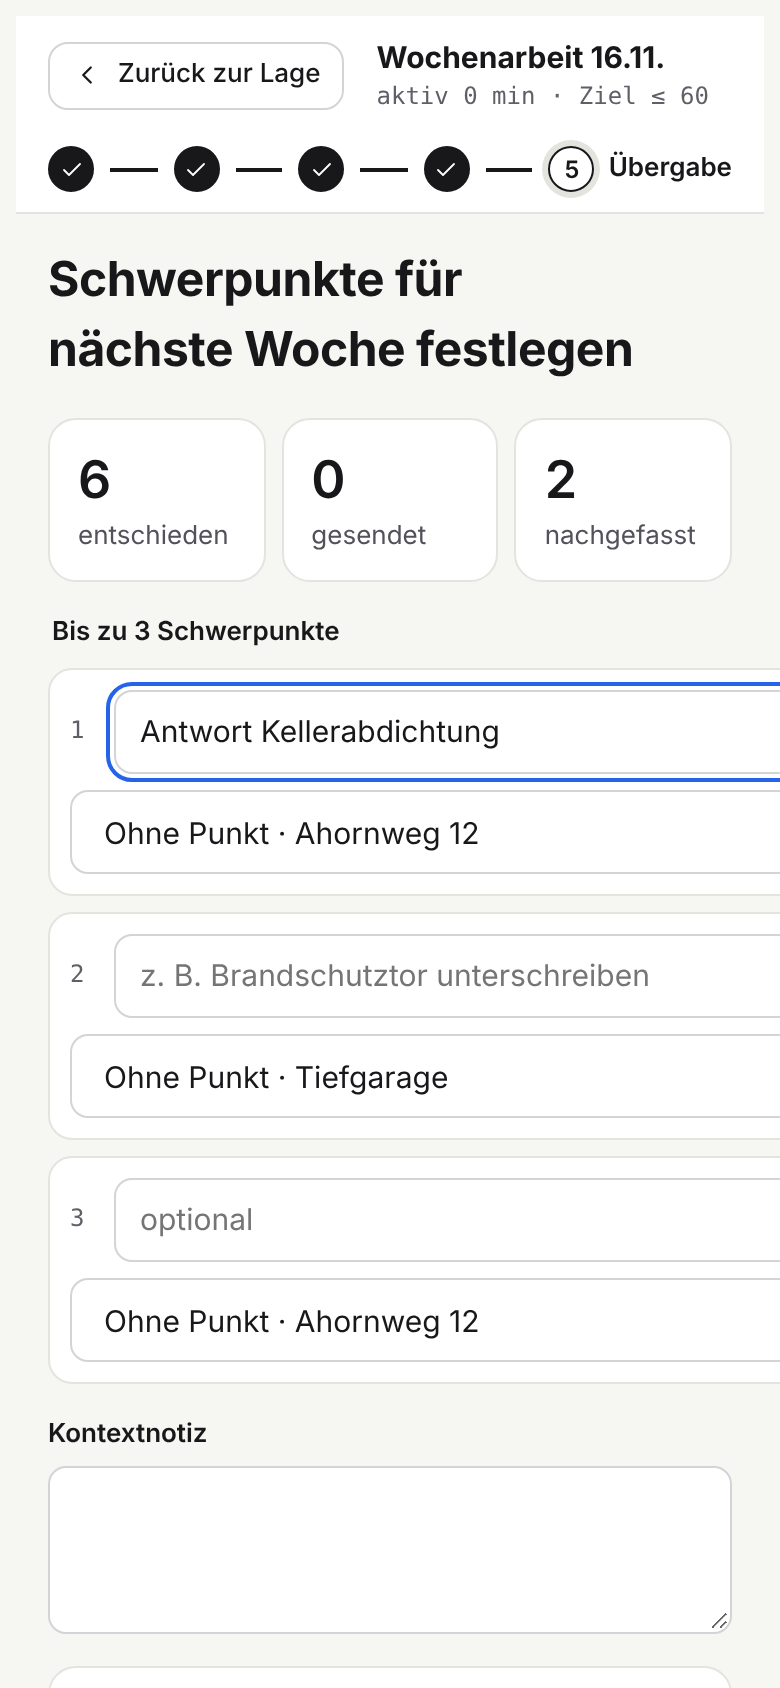 Zurück zur Lage
Wochenarbeit 16.11.
aktiv 0 min · Ziel ≤ 60
5 Übergabe
Schwerpunkte für
nächste Woche festlegen
6
entschieden
0
gesendet
2
nachgefasst
Bis zu 3 Schwerpunkte
1 Antwort Kellerabdichtung
Ohne Punkt · Ahornweg 12
2 z. B. Brandschutztor unterschreiben
Ohne Punkt · Tiefgarage
3 optional
Ohne Punkt · Ahornweg 12
Kontextnotiz